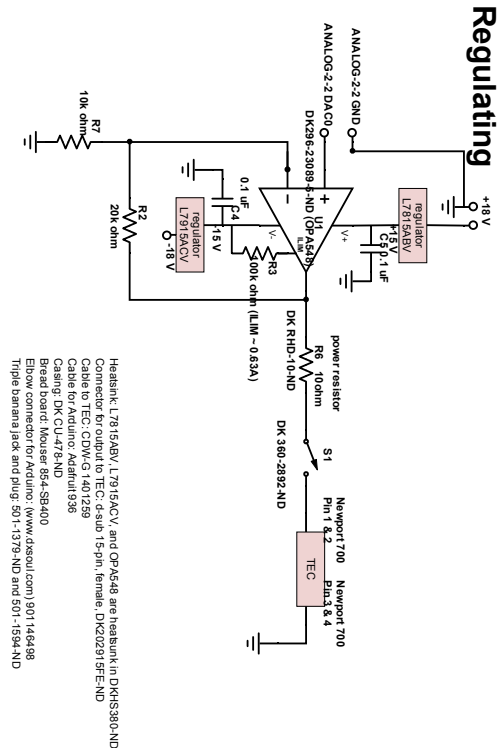 Regulating
+18 V
ANALOG-2-2 GND
ANALOG-2-2 DAC0
regulator
L7815ABV
+15 V
C5
0.1 uF
DK296-23089-5-ND (OPA548)
U1
+
−
V+
V-
ILIM
0.1 uF
C4
-15 V
regulator
L7915ACV
-18 V
R3
100k ohm (ILIM ~ 0.63A)
R7
10k ohm
R2
20k ohm
power resistor
R6
10ohm
DK RHD-10-ND
S1
DK 360-2892-ND
Newport 700
Pin 1 & 2
TEC
Newport 700
Pin 3 & 4
Heatsink: L7815ABV, L7915ACV, and OPA548 are heatsunk in DKHS380-ND
Connector for output to TEC: d-sub 15-pin, female, DK202915FE-ND
Cable to TEC: CDW-G 1401259
Cable for Arduino: Adafruit 936
Casing: DK CU-478-ND
Bread board: Mouser 854-SB400
Elbow connector for Arduino: (www.dxsoul.com) 901146498
Triple banana jack and plug: 501-1379-ND and 501-1594-ND